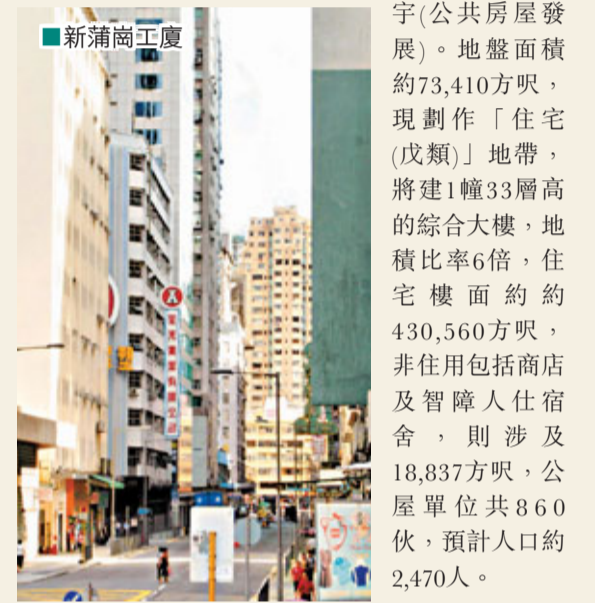 ■新蒲崗工廈
宇(公共房屋發
展)。地盤面積
約73,410方呎，
現劃作「住宅
(戊類)」地帶，
將建1幢33層高
的綜合大樓，地
積比率6倍，住
宅樓面約約
430,560方呎，
非住用包括商店
及智障人仕宿
舍，則涉及
18,837方呎，公
屋單位共860
伙，預計人口約
2,470人。